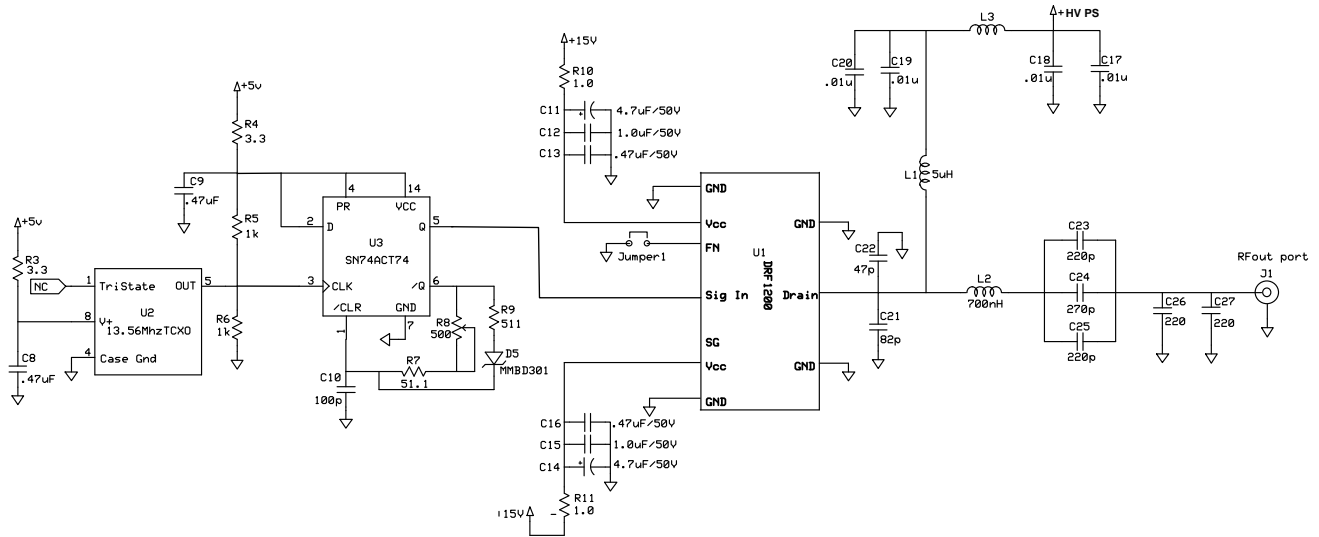 +5v
R3
3.3
NC
1
TriState
OUT
5
U2
8
V+
13.56MhzTCXO
4
Case Gnd
C8
.47uF
+5v
R4
3.3
C9
.47uF
R5
1k
R6
1k
4
14
PR
VCC
2
D
Q
5
U3
SN74ACT74
3
CLK
/Q
6
/CLR
GND
1
7
R8
500
R9
511
D5
MMBD301
R7
51.1
C10
100p
+15V
R10
1.0
C11
+
4.7uF/50V
C12
1.0uF/50V
C13
.47uF/50V
GND
Vcc
GND
FN
Jumper1
U1
DRF1200
Sig In
Drain
SG
Vcc
GND
GND
C16
.47uF/50V
C15
1.0uF/50V
C14
+
4.7uF/50V
R11
1.0
15V
C20
.01u
C19
.01u
L3
+HV PS
C18
.01u
C17
.01u
L1
5uH
C22
47p
C21
82p
L2
700nH
C23
220p
C24
270p
C25
220p
C26
220
C27
220
RFout port
J1